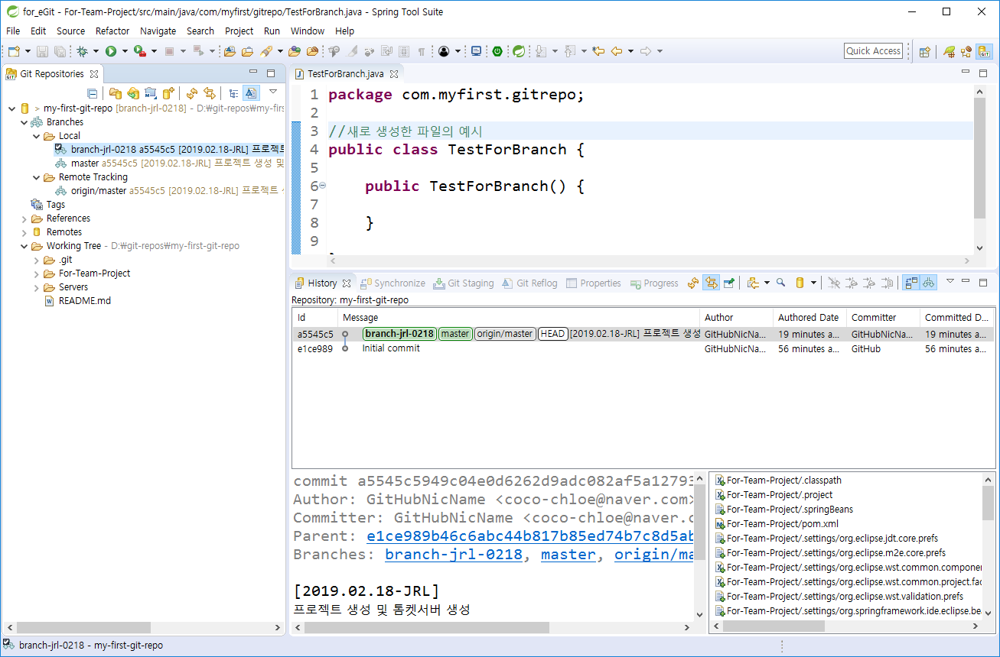 for_eGit - For-Team-Project/src/main/java/com/myfirst/gitrepo/TestForBranch.java - Spring Tool Suite
File Edit Source Refactor Navigate Search Project Run Window Help
Quick Access
Git Repositories
> my-first-git-repo [branch-jrl-0218] - D:₩git-repos₩my-firs
Branches
Local
branch-jrl-0218 a5545c5 [2019.02.18-JRL] 프로젝트
master a5545c5 [2019.02.18-JRL] 프로젝트 생성 및
Remote Tracking
origin/master a5545c5 [2019.02.18-JRL] 프로젝트
Tags
References
Remotes
Working Tree - D:₩git-repos₩my-first-git-repo
.git
For-Team-Project
Servers
README.md
TestForBranch.java
1 package com.myfirst.gitrepo;
2
3 //새로 생성한 파일의 예시
4 public class TestForBranch {
5
6 public TestForBranch() {
7
8 }
9
History Synchronize Git Staging Git Reflog Properties Progress
Repository: my-first-git-repo
Id Message Author Authored Date Committer Committed D...
a5545c5 branch-jrl-0218 master origin/master HEAD [2019.02.18-JRL] 프로젝트 생성 GitHubNicNa... 19 minutes a... GitHubNicNa... 19 minutes a...
e1ce989 Initial commit GitHubNicNa... 56 minutes a... GitHub 56 minutes a...
commit a5545c5949c04e0d6262d9adc082af5a12793
Author: GitHubNicName <coco-chloe@naver.com>
Committer: GitHubNicName <coco-chloe@naver.c
Parent: e1ce989b46c6abc44b817b85ed74b7c8d5ab
Branches: branch-jrl-0218, master, origin/ma
[2019.02.18-JRL]
프로젝트 생성 및 톰켓서버 생성
For-Team-Project/.classpath
For-Team-Project/.project
For-Team-Project/.springBeans
For-Team-Project/pom.xml
For-Team-Project/.settings/org.eclipse.jdt.core.prefs
For-Team-Project/.settings/org.eclipse.m2e.core.prefs
For-Team-Project/.settings/org.eclipse.wst.common.componen
For-Team-Project/.settings/org.eclipse.wst.common.project.fac
For-Team-Project/.settings/org.eclipse.wst.validation.prefs
For-Team-Project/.settings/org.springframework.ide.eclipse.be
branch-jrl-0218 - my-first-git-repo